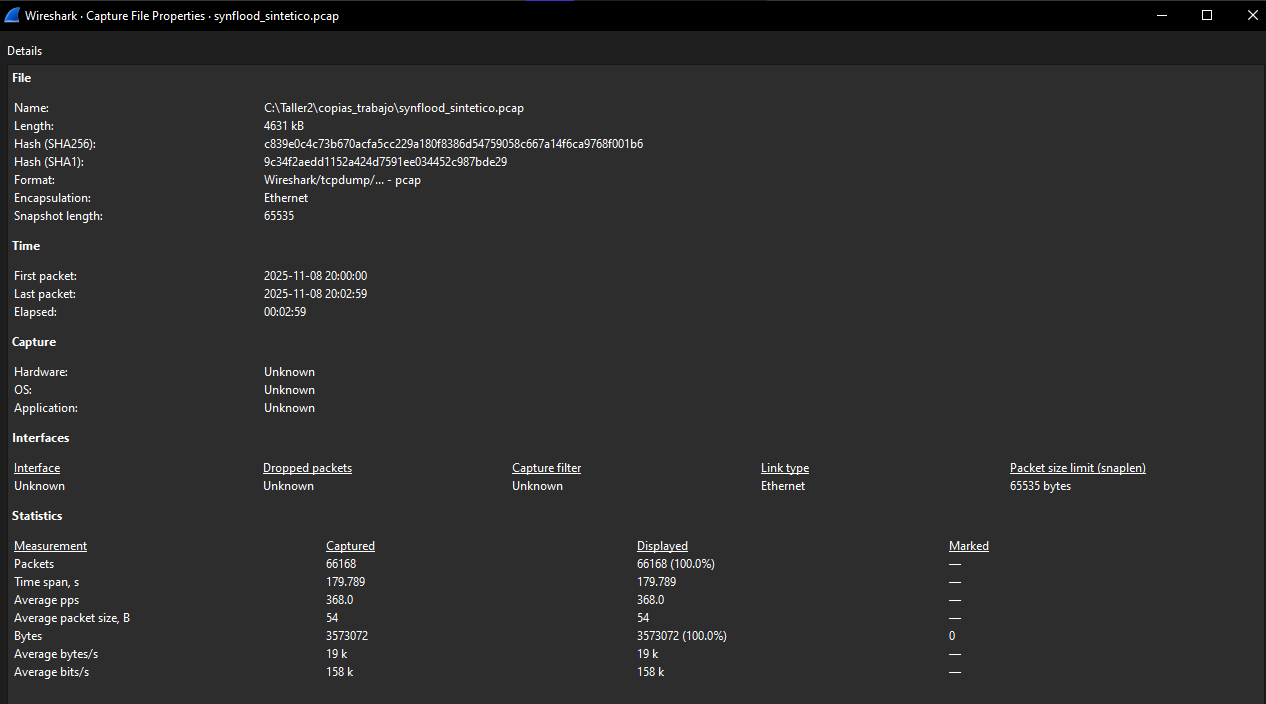 Wireshark · Capture File Properties · synflood_sintetico.pcap
Details
File
Name: C:\Taller2\copias_trabajo\synflood_sintetico.pcap
Length: 4631 kB
Hash (SHA256): c839e0c4c73b670acfa5cc229a180f8386d54759058c667a14f6ca9768f001b6
Hash (SHA1): 9c34f2aedd1152a424d7591ee034452c987bde29
Format: Wireshark/tcpdump/... - pcap
Encapsulation: Ethernet
Snapshot length: 65535
Time
First packet: 2025-11-08 20:00:00
Last packet: 2025-11-08 20:02:59
Elapsed: 00:02:59
Capture
Hardware: Unknown
OS: Unknown
Application: Unknown
Interfaces
Interface Dropped packets Capture filter Link type Packet size limit (snaplen)
Unknown Unknown Unknown Ethernet 65535 bytes
Statistics
Measurement Captured Displayed Marked
Packets 66168 66168 (100.0%) —
Time span, s 179.789 179.789 —
Average pps 368.0 368.0 —
Average packet size, B 54 54 —
Bytes 3573072 3573072 (100.0%) 0
Average bytes/s 19 k 19 k —
Average bits/s 158 k 158 k —